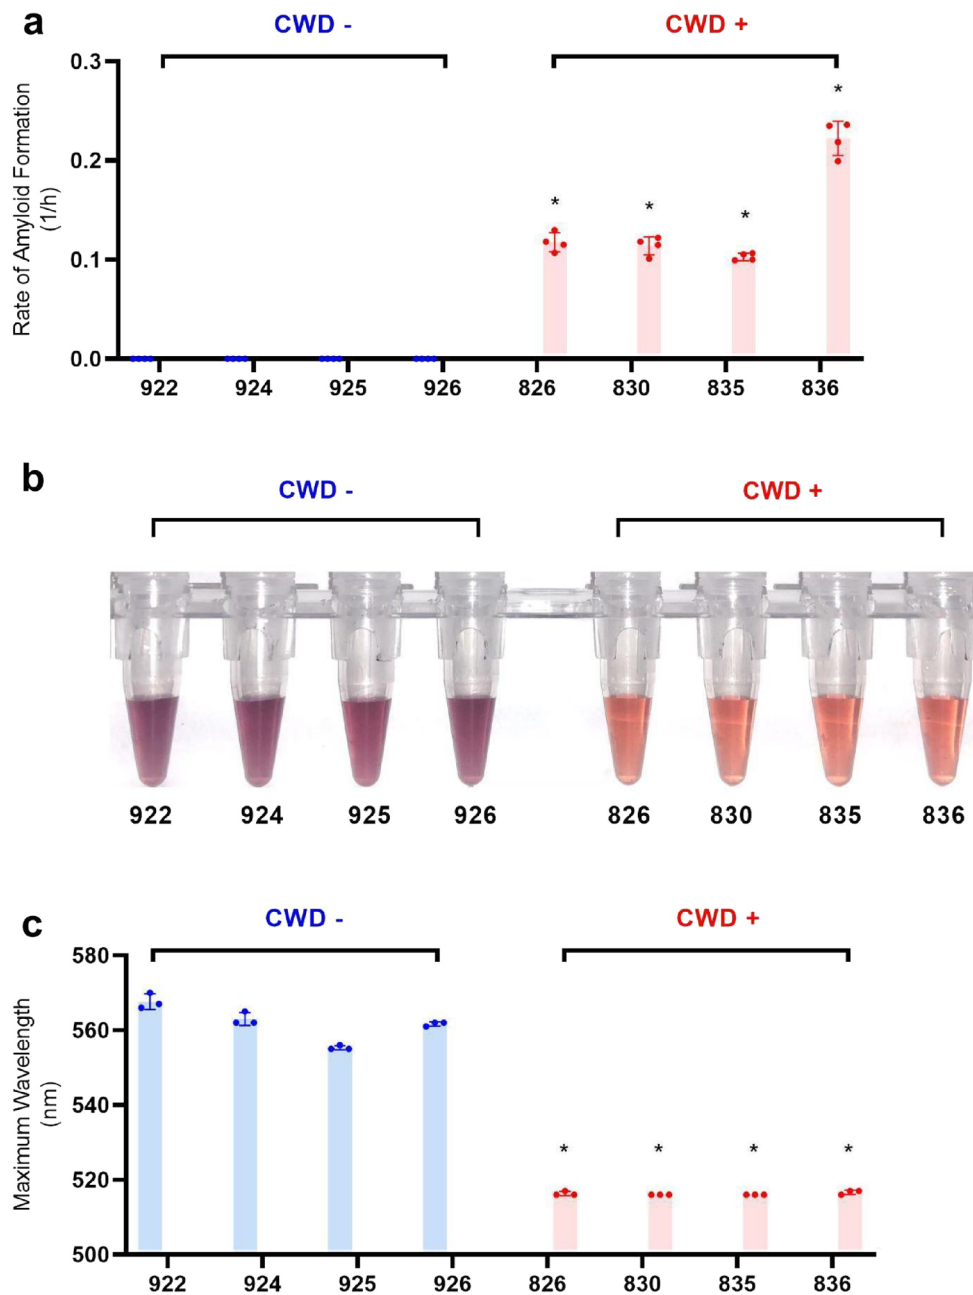 a
CWD -
CWD +
Rate of Amyloid Formation
(1/h)
0.3
0.2
0.1
0.0
*
*
*
*
922 924 925 926 826 830 835 836
b
CWD -
CWD +
922 924 925 926 826 830 835 836
c
CWD -
CWD +
Maximum Wavelength
(nm)
580
560
540
520
500
* * * *
922 924 925 926 826 830 835 836